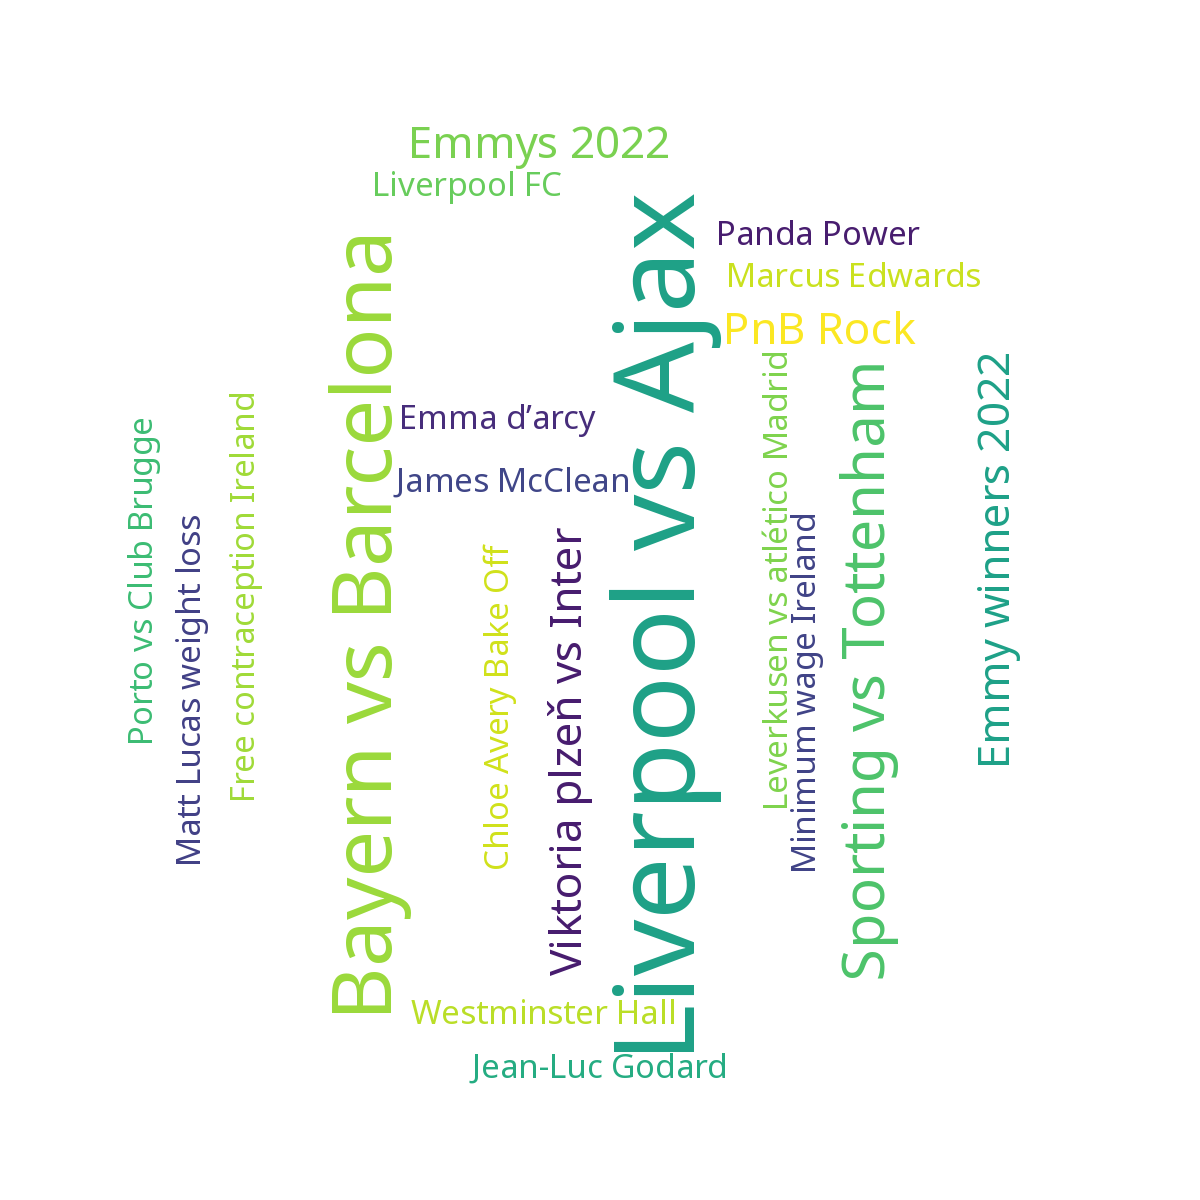 Emmys 2022
Liverpool FC
Panda Power
Marcus Edwards
PnB Rock
Emma d’arcy
James McClean
Porto vs Club Brugge
Matt Lucas weight loss
Free contraception Ireland
Bayern vs Barcelona
Chloe Avery Bake Off
Viktoria plzeň vs Inter
Liverpool vs Ajax
Leverkusen vs atlético Madrid
Minimum wage Ireland
Sporting vs Tottenham
Emmy winners 2022
Westminster Hall
Jean-Luc Godard